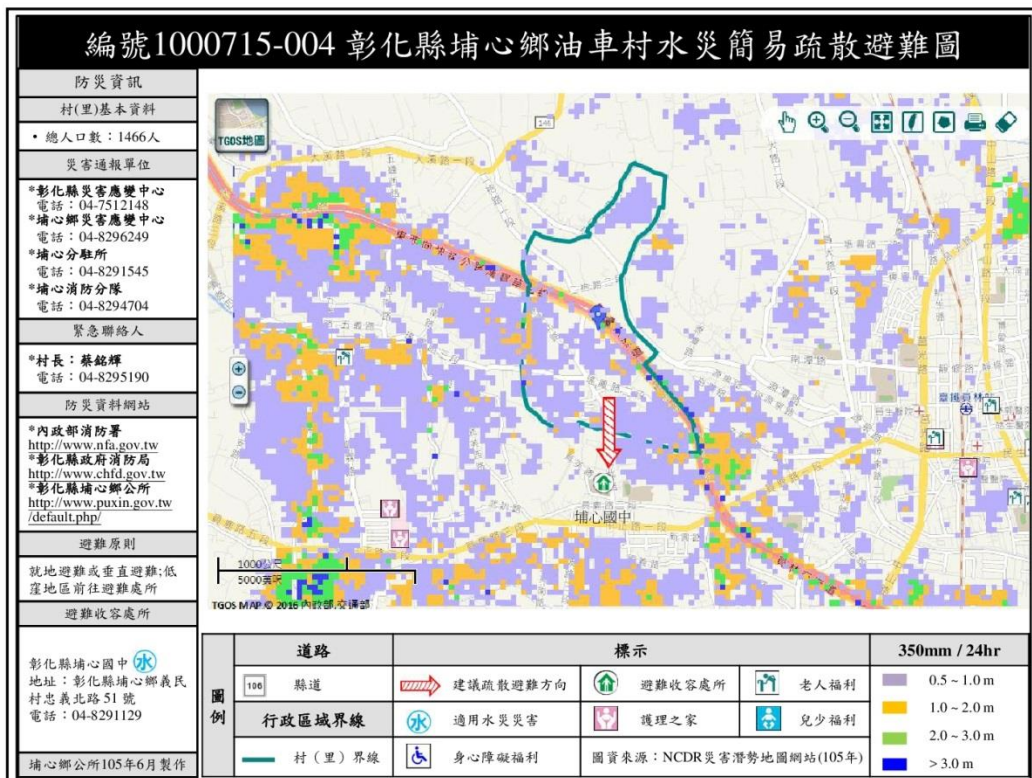 編號1000715-004 彰化縣埔心鄉油車村水災簡易疏散避難圖
防災資訊
村(里)基本資料
• 總人口數：1466人
災害通報單位
*彰化縣災害應變中心
電話：04-7512148
*埔心鄉災害應變中心
電話：04-8296249
*埔心分駐所
電話：04-8291545
*埔心消防分隊
電話：04-8294704
緊急聯絡人
*村長：蔡銘輝
電話：04-8295190
防災資料網站
*內政部消防署
http://www.nfa.gov.tw
*彰化縣政府消防局
http://www.chfd.gov.tw
*彰化縣埔心鄉公所
http://www.puxin.gov.tw
/default.php/
避難原則
就地避難或垂直避難;低
窪地區前往避難處所
避難收容處所
彰化縣埔心國中 水
地址：彰化縣埔心鄉義民
村忠義北路 51 號
電話：04-8291129
埔心鄉公所105年6月製作
TGOS地圖
146
大溪路一段
埔心國中
1000公尺
5000英呎
TGOS MAP © 2016 內政部,交通部
圖例
道路
標示
350mm / 24hr
106 縣道
建議疏散避難方向
避難收容處所
老人福利
0.5 ~ 1.0 m
行政區域界線
水 適用水災災害
護理之家
兒少福利
1.0 ~ 2.0 m
2.0 ~ 3.0 m
村（里）界線
身心障礙福利
圖資來源：NCDR災害潛勢地圖網站(105年)
> 3.0 m